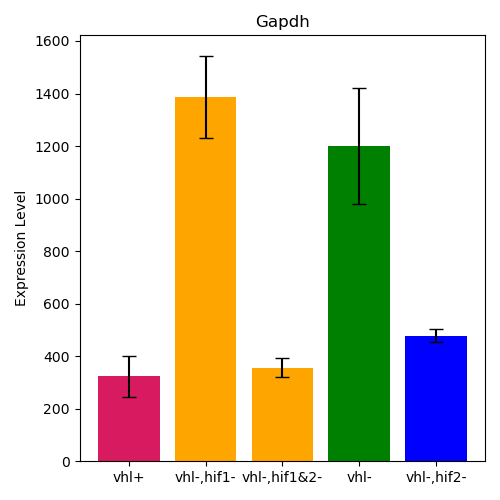 Gapdh
Expression Level
1600
1400
1200
1000
800
600
400
200
0
vhl+
vhl-,hif1-
vhl-,hif1&2-
vhl-
vhl-,hif2-